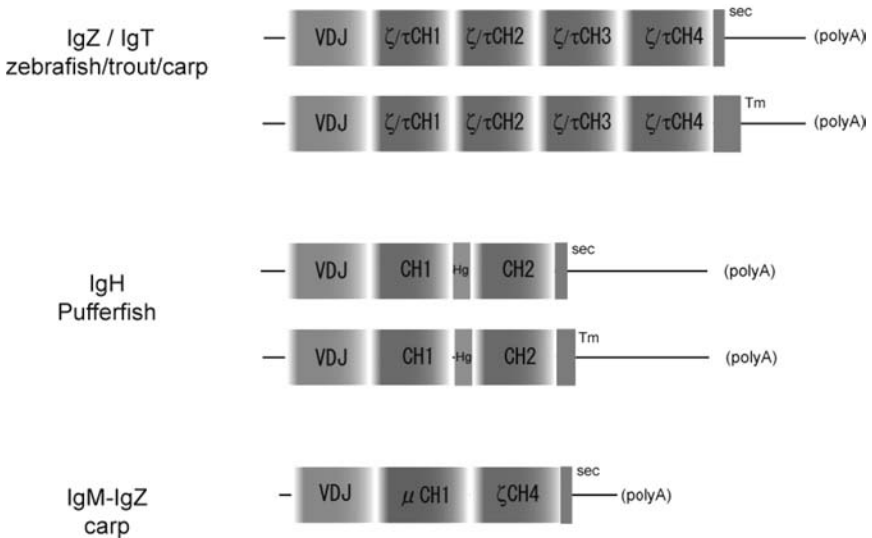 IgZ / IgT
zebrafish/trout/carp
VDJ ζ/τCH1 ζ/τCH2 ζ/τCH3 ζ/τCH4 sec (polyA)
VDJ ζ/τCH1 ζ/τCH2 ζ/τCH3 ζ/τCH4 Tm (polyA)
IgH
Pufferfish
VDJ CH1 Hg CH2 sec (polyA)
VDJ CH1 -Hg CH2 Tm (polyA)
IgM-IgZ
carp
VDJ μ CH1 ζCH4 sec (polyA)